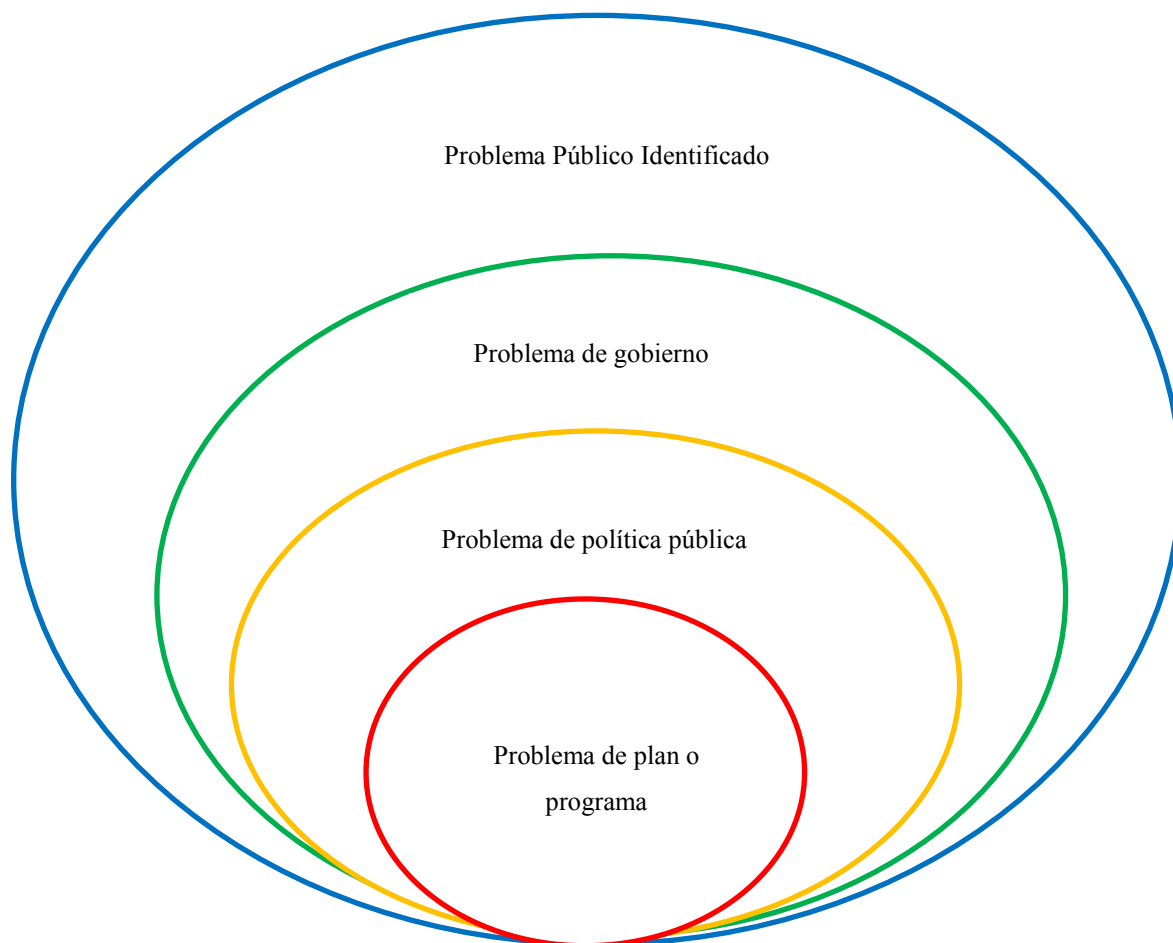 Problema Público Identificado
Problema de gobierno
Problema de política pública
Problema de plan o
programa